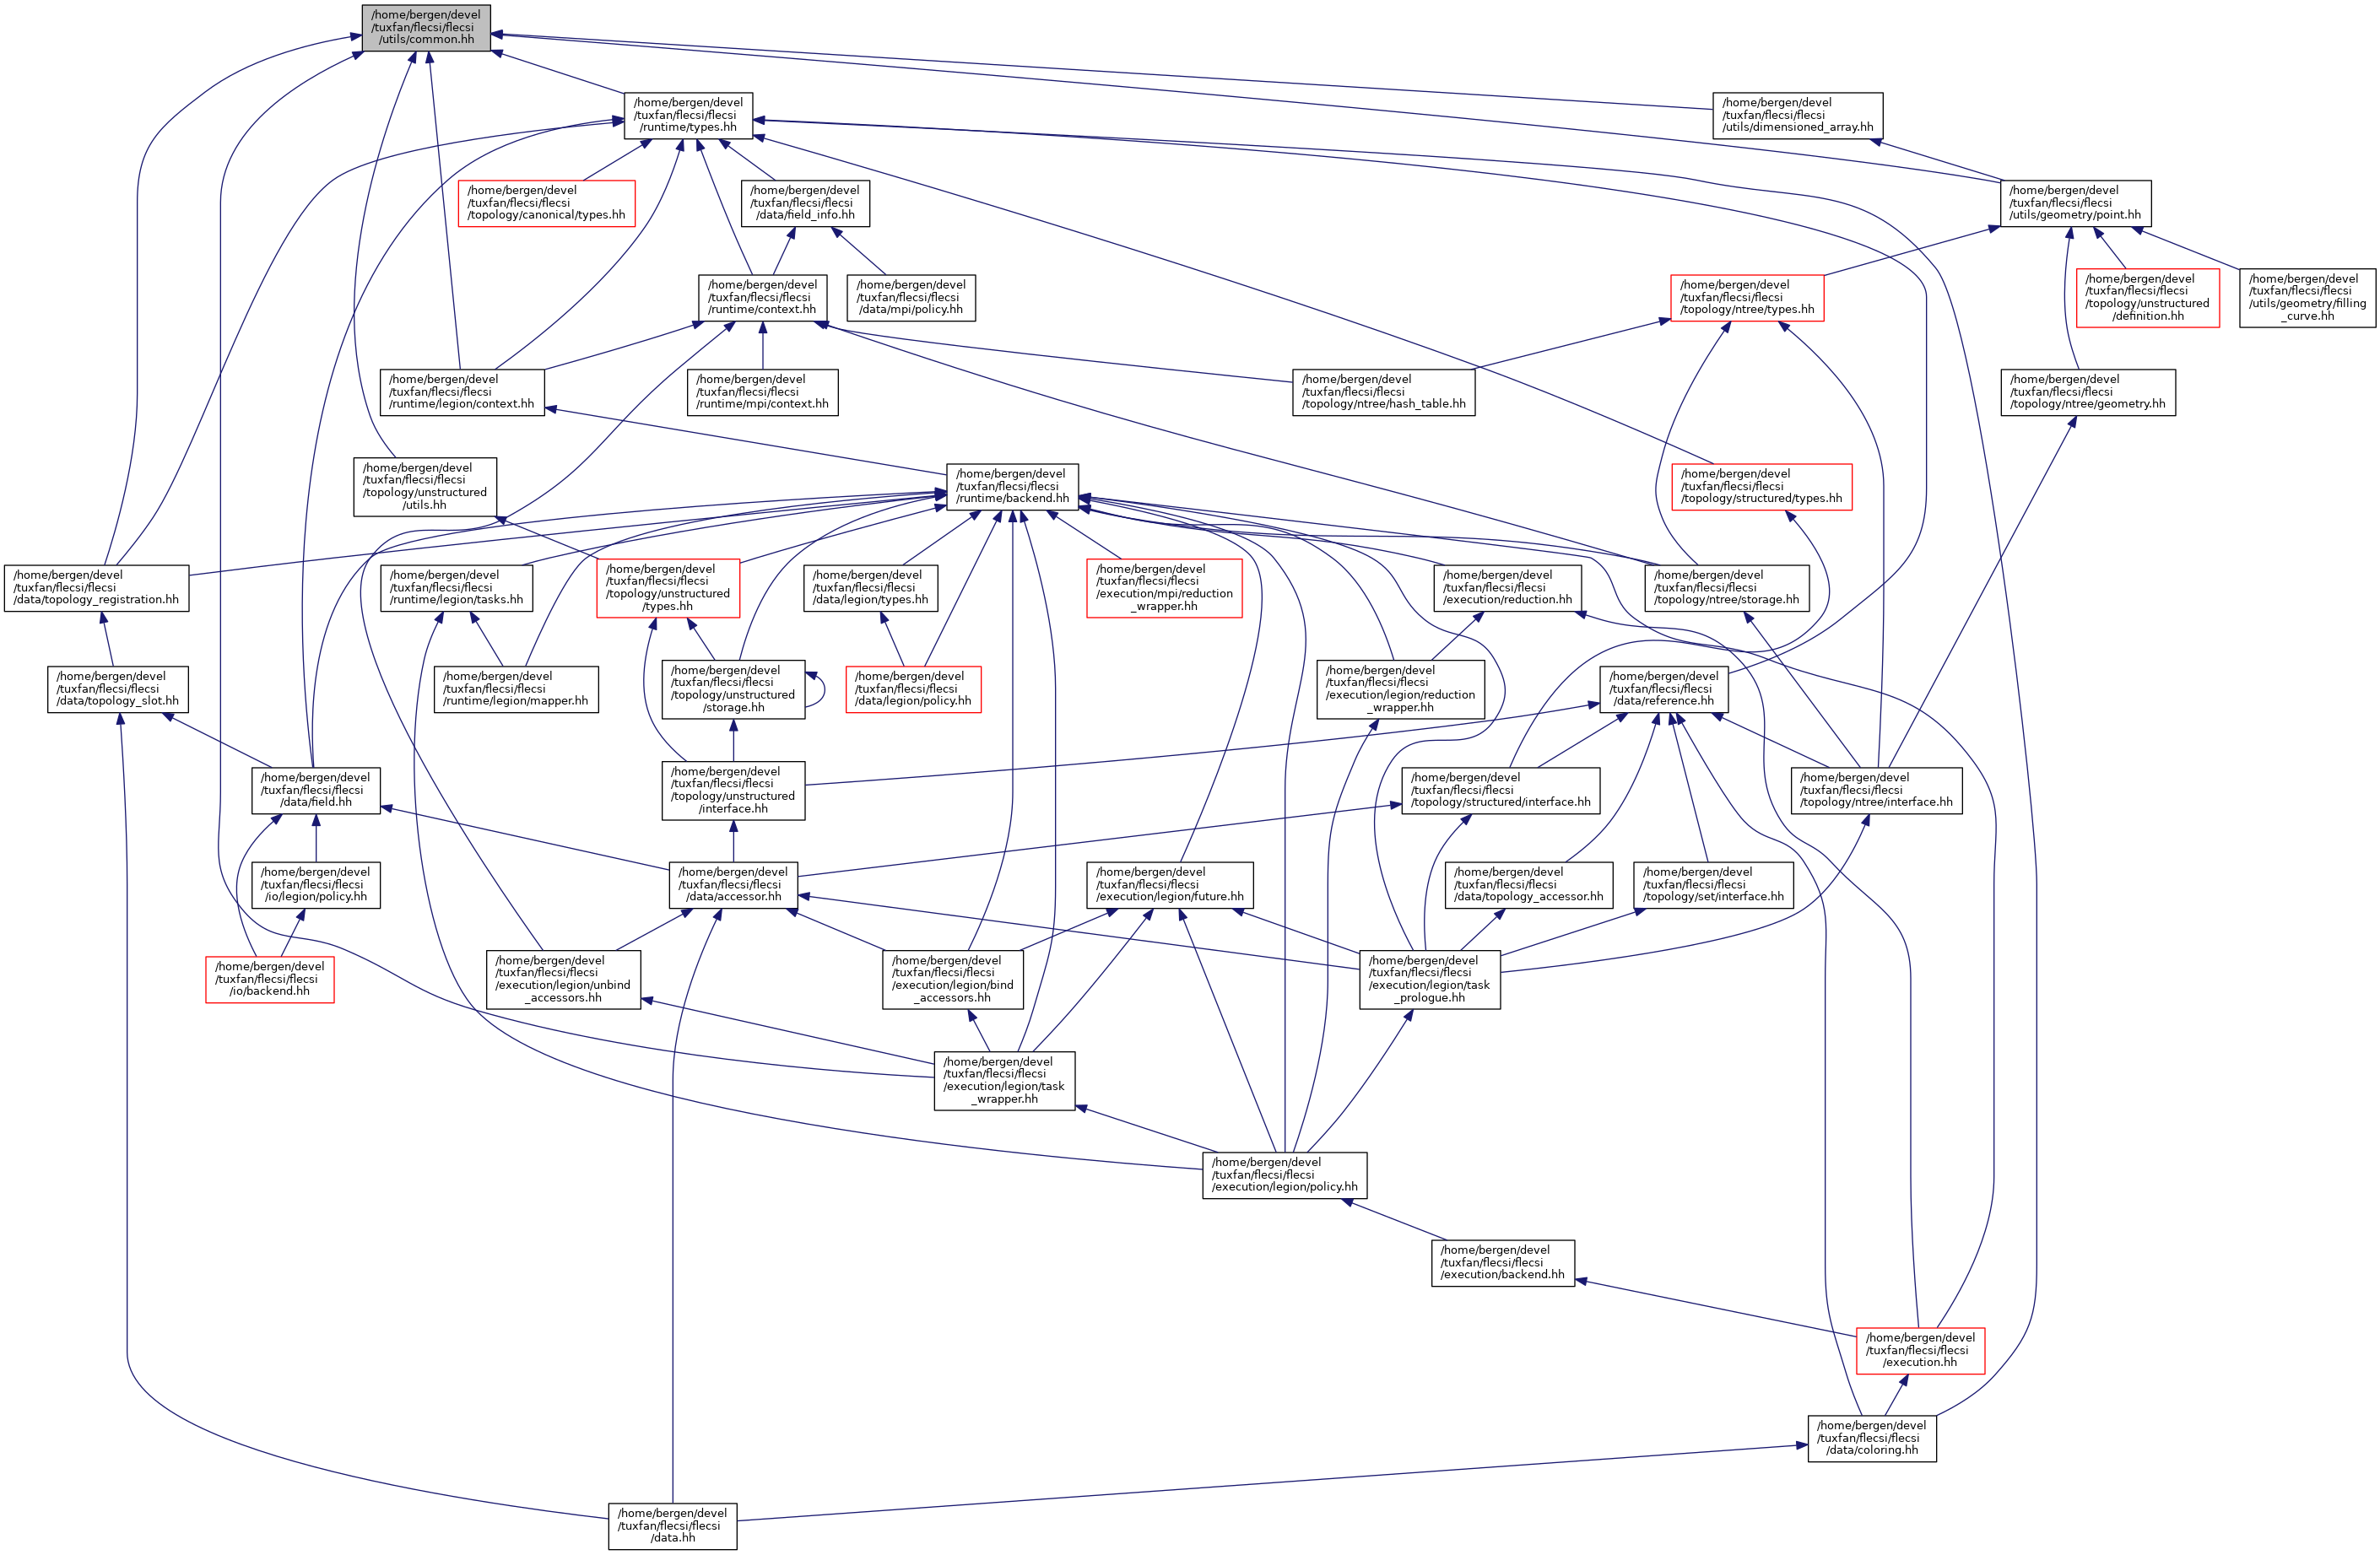 /home/bergen/devel
/tuxfan/flecsi/flecsi
/utils/common.hh
/home/bergen/devel
/tuxfan/flecsi/flecsi
/runtime/types.hh
/home/bergen/devel
/tuxfan/flecsi/flecsi
/utils/dimensioned_array.hh
/home/bergen/devel
/tuxfan/flecsi/flecsi
/topology/canonical/types.hh
/home/bergen/devel
/tuxfan/flecsi/flecsi
/data/field_info.hh
/home/bergen/devel
/tuxfan/flecsi/flecsi
/utils/geometry/point.hh
/home/bergen/devel
/tuxfan/flecsi/flecsi
/runtime/context.hh
/home/bergen/devel
/tuxfan/flecsi/flecsi
/data/mpi/policy.hh
/home/bergen/devel
/tuxfan/flecsi/flecsi
/topology/ntree/types.hh
/home/bergen/devel
/tuxfan/flecsi/flecsi
/topology/unstructured
/definition.hh
/home/bergen/devel
/tuxfan/flecsi/flecsi
/utils/geometry/filling
_curve.hh
/home/bergen/devel
/tuxfan/flecsi/flecsi
/runtime/legion/context.hh
/home/bergen/devel
/tuxfan/flecsi/flecsi
/runtime/mpi/context.hh
/home/bergen/devel
/tuxfan/flecsi/flecsi
/topology/ntree/hash_table.hh
/home/bergen/devel
/tuxfan/flecsi/flecsi
/topology/ntree/geometry.hh
/home/bergen/devel
/tuxfan/flecsi/flecsi
/topology/unstructured
/utils.hh
/home/bergen/devel
/tuxfan/flecsi/flecsi
/runtime/backend.hh
/home/bergen/devel
/tuxfan/flecsi/flecsi
/topology/structured/types.hh
/home/bergen/devel
/tuxfan/flecsi/flecsi
/data/topology_registration.hh
/home/bergen/devel
/tuxfan/flecsi/flecsi
/runtime/legion/tasks.hh
/home/bergen/devel
/tuxfan/flecsi/flecsi
/topology/unstructured
/types.hh
/home/bergen/devel
/tuxfan/flecsi/flecsi
/data/legion/types.hh
/home/bergen/devel
/tuxfan/flecsi/flecsi
/execution/mpi/reduction
_wrapper.hh
/home/bergen/devel
/tuxfan/flecsi/flecsi
/execution/reduction.hh
/home/bergen/devel
/tuxfan/flecsi/flecsi
/topology/ntree/storage.hh
/home/bergen/devel
/tuxfan/flecsi/flecsi
/data/topology_slot.hh
/home/bergen/devel
/tuxfan/flecsi/flecsi
/runtime/legion/mapper.hh
/home/bergen/devel
/tuxfan/flecsi/flecsi
/topology/unstructured
/storage.hh
/home/bergen/devel
/tuxfan/flecsi/flecsi
/data/legion/policy.hh
/home/bergen/devel
/tuxfan/flecsi/flecsi
/execution/legion/reduction
_wrapper.hh
/home/bergen/devel
/tuxfan/flecsi/flecsi
/data/reference.hh
/home/bergen/devel
/tuxfan/flecsi/flecsi
/data/field.hh
/home/bergen/devel
/tuxfan/flecsi/flecsi
/topology/unstructured
/interface.hh
/home/bergen/devel
/tuxfan/flecsi/flecsi
/topology/structured/interface.hh
/home/bergen/devel
/tuxfan/flecsi/flecsi
/topology/ntree/interface.hh
/home/bergen/devel
/tuxfan/flecsi/flecsi
/io/legion/policy.hh
/home/bergen/devel
/tuxfan/flecsi/flecsi
/data/accessor.hh
/home/bergen/devel
/tuxfan/flecsi/flecsi
/execution/legion/future.hh
/home/bergen/devel
/tuxfan/flecsi/flecsi
/data/topology_accessor.hh
/home/bergen/devel
/tuxfan/flecsi/flecsi
/topology/set/interface.hh
/home/bergen/devel
/tuxfan/flecsi/flecsi
/io/backend.hh
/home/bergen/devel
/tuxfan/flecsi/flecsi
/execution/legion/unbind
_accessors.hh
/home/bergen/devel
/tuxfan/flecsi/flecsi
/execution/legion/bind
_accessors.hh
/home/bergen/devel
/tuxfan/flecsi/flecsi
/execution/legion/task
_prologue.hh
/home/bergen/devel
/tuxfan/flecsi/flecsi
/execution/legion/task
_wrapper.hh
/home/bergen/devel
/tuxfan/flecsi/flecsi
/execution/legion/policy.hh
/home/bergen/devel
/tuxfan/flecsi/flecsi
/execution/backend.hh
/home/bergen/devel
/tuxfan/flecsi/flecsi
/execution.hh
/home/bergen/devel
/tuxfan/flecsi/flecsi
/data/coloring.hh
/home/bergen/devel
/tuxfan/flecsi/flecsi
/data.hh